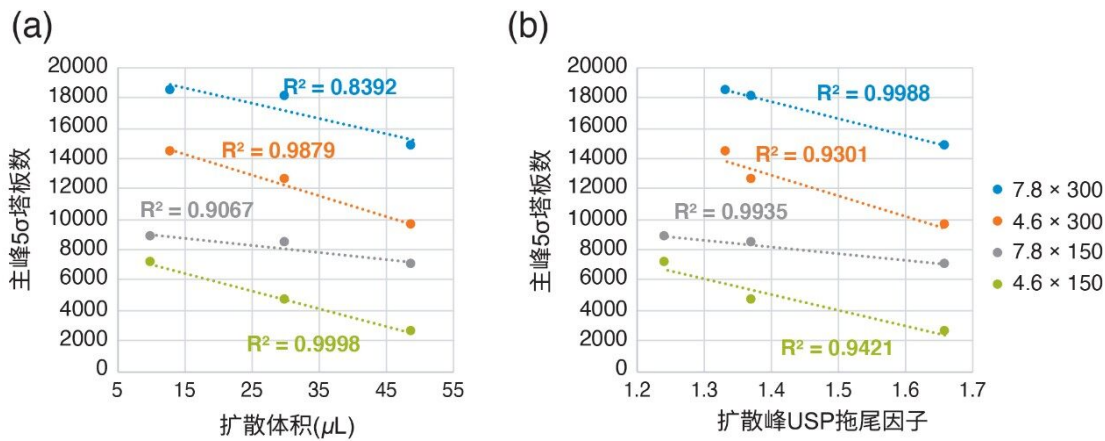 (a)
主峰5σ塔板数
20000
18000
16000
14000
12000
10000
8000
6000
4000
2000
0
R² = 0.8392
R² = 0.9879
R² = 0.9067
R² = 0.9998
5
15
25
35
45
55
扩散体积(μL)
(b)
主峰5σ塔板数
20000
18000
16000
14000
12000
10000
8000
6000
4000
2000
0
R² = 0.9988
R² = 0.9301
R² = 0.9935
R² = 0.9421
1.2
1.3
1.4
1.5
1.6
1.7
扩散峰USP拖尾因子
7.8 × 300
4.6 × 300
7.8 × 150
4.6 × 150